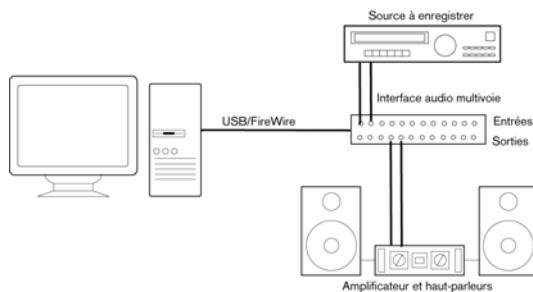 Source à enregistrer
Interface audio multivoie
USB/FireWire
Entrées
Sorties
Amplificateur et haut-parleurs